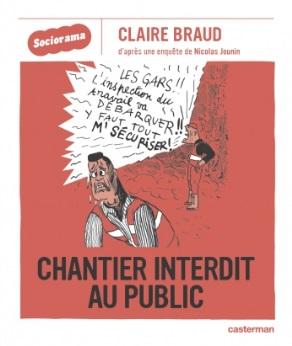 Sociorama
CLAIRE BRAUD
d'après une enquête de Nicolas Jounin
LES GARS!!
L'inspection du
travail va
DÉBARQUER!!
Y FAUT TOUT
M'SÉCURISER!
CHANTIER INTERDIT
AU PUBLIC
casterman